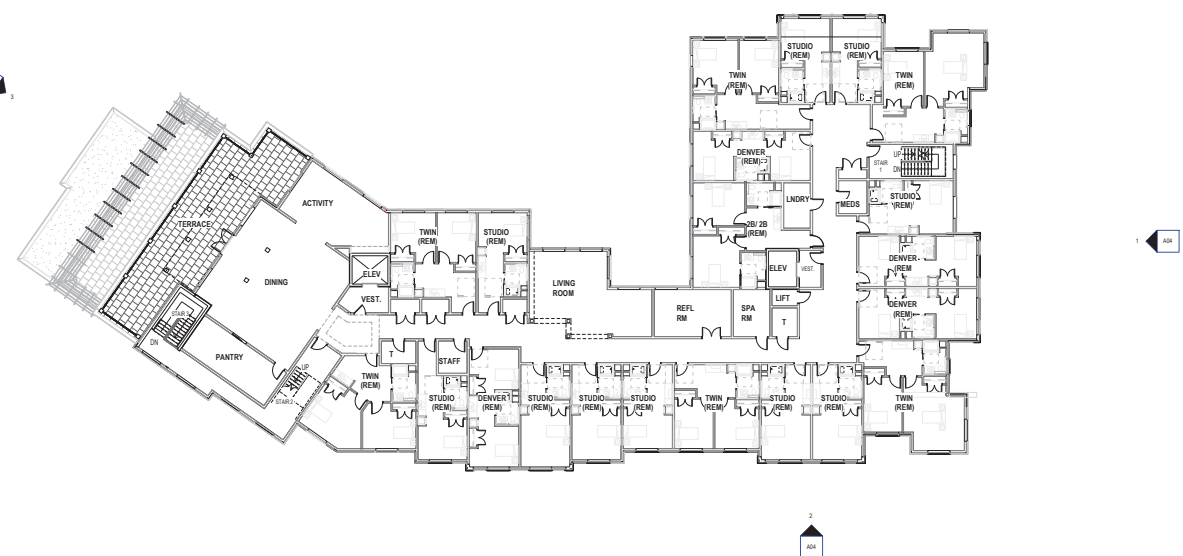 STUDIO
(REM)
STUDIO
(REM)
TWIN
(REM)
TWIN
(REM)
3
DENVER
(REM)
UP
STAIR
1
DN
STUDIO
(REM)
LNDRY
MEDS
ACTIVITY
TERRACE
2B/ 2B
(REM)
TWIN
(REM)
STUDIO
(REM)
1
A04
DENVER
(REM
ELEV
VEST.
ELEV
DINING
LIVING
ROOM
VEST.
LIFT
DENVER
(REM)
REFL
RM
SPA
RM
T
STAIR 3
DN
PANTRY
T
STAFF
UP
STAIR 2
TWIN
(REM)
STUDIO
(REM)
DENVER
(REM)
STUDIO
(REM)
STUDIO
(REM)
STUDIO
(REM)
TWIN
(REM)
STUDIO
(REM)
STUDIO
(REM)
TWIN
(REM)
2
A04